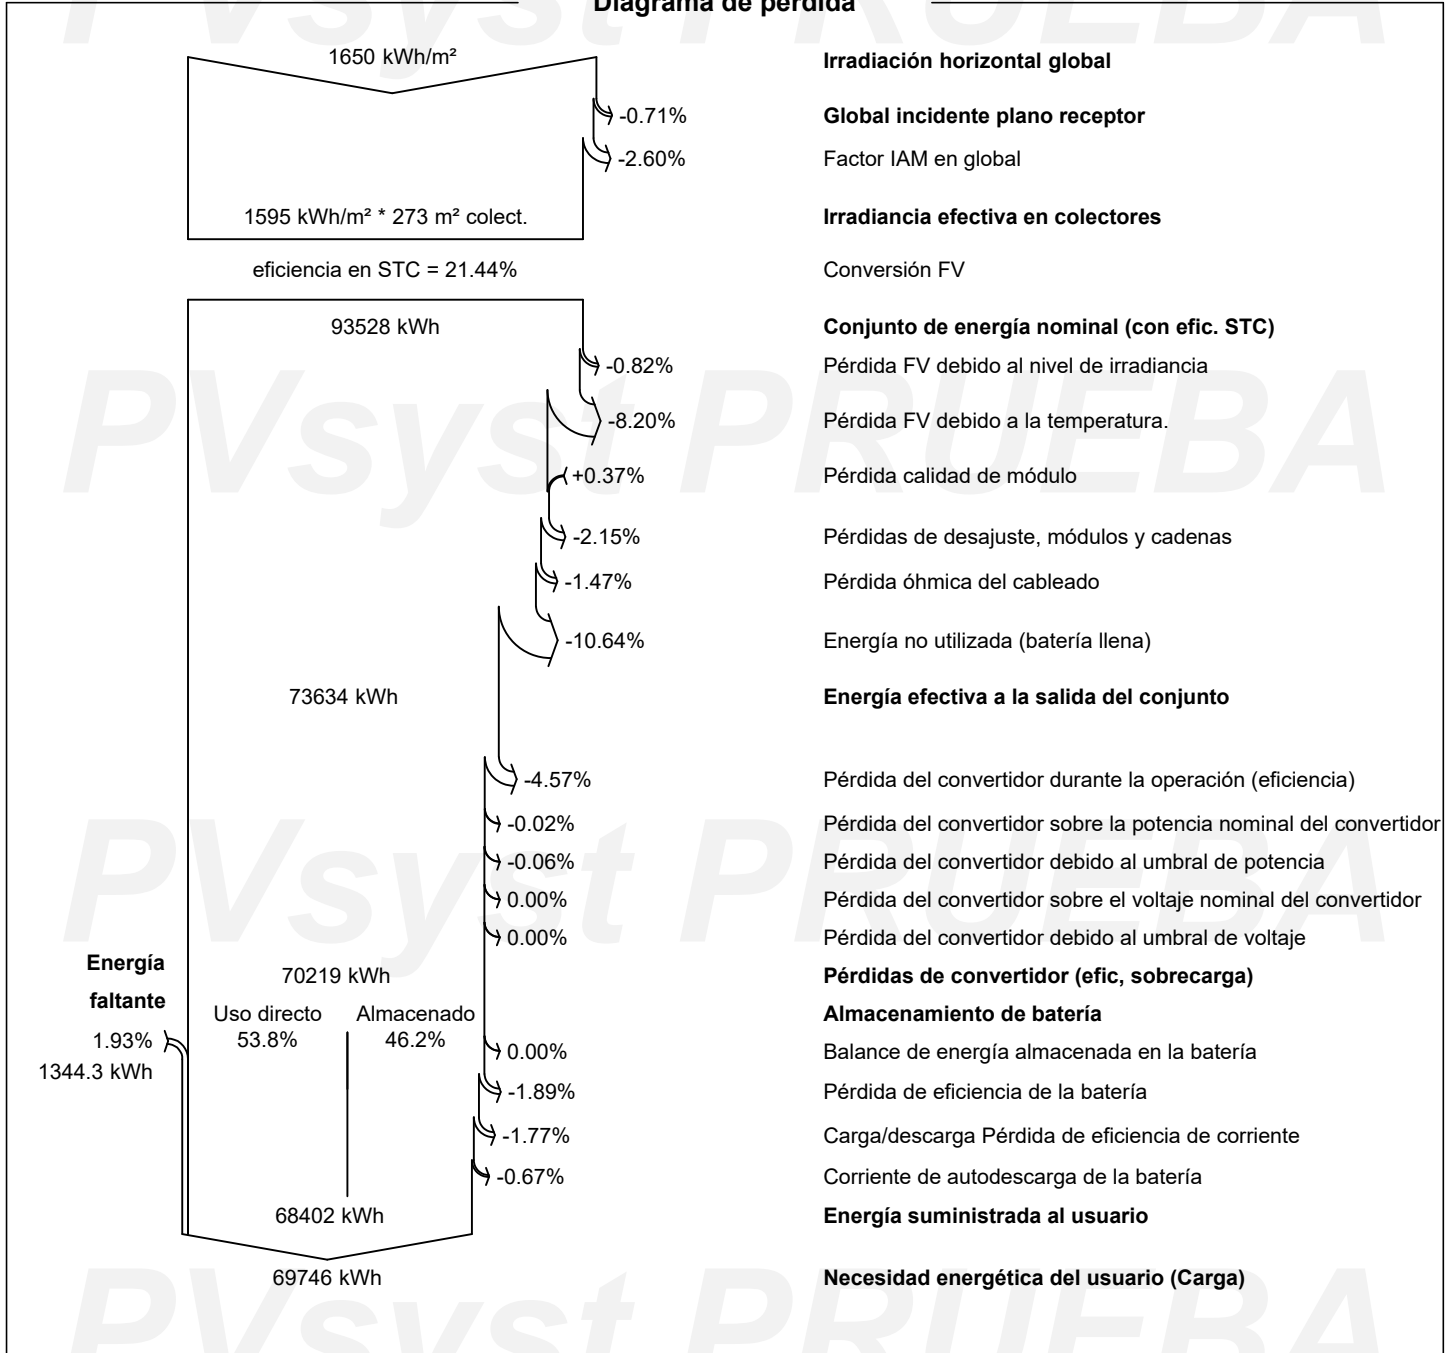 Diagrama de pérdida
1650 kWh/m² Irradiación horizontal global
-0.71% Global incidente plano receptor
-2.60% Factor IAM en global
1595 kWh/m² * 273 m² colect. Irradiancia efectiva en colectores
eficiencia en STC = 21.44% Conversión FV
93528 kWh Conjunto de energía nominal (con efic. STC)
-0.82% Pérdida FV debido al nivel de irradiancia
-8.20% Pérdida FV debido a la temperatura.
+0.37% Pérdida calidad de módulo
-2.15% Pérdidas de desajuste, módulos y cadenas
-1.47% Pérdida óhmica del cableado
-10.64% Energía no utilizada (batería llena)
73634 kWh Energía efectiva a la salida del conjunto
-4.57% Pérdida del convertidor durante la operación (eficiencia)
-0.02% Pérdida del convertidor sobre la potencia nominal del convertidor
-0.06% Pérdida del convertidor debido al umbral de potencia
0.00% Pérdida del convertidor sobre el voltaje nominal del convertidor
0.00% Pérdida del convertidor debido al umbral de voltaje
Energía
70219 kWh Pérdidas de convertidor (efic, sobrecarga)
faltante
Uso directo Almacenado Almacenamiento de batería
1.93% 53.8% 46.2%
0.00% Balance de energía almacenada en la batería
1344.3 kWh
-1.89% Pérdida de eficiencia de la batería
-1.77% Carga/descarga Pérdida de eficiencia de corriente
-0.67% Corriente de autodescarga de la batería
68402 kWh Energía suministrada al usuario
69746 kWh Necesidad energética del usuario (Carga)
PVsyst PRUEBA
PVsyst PRUEBA
PVsyst PRUEBA
PVsyst PRUEBA